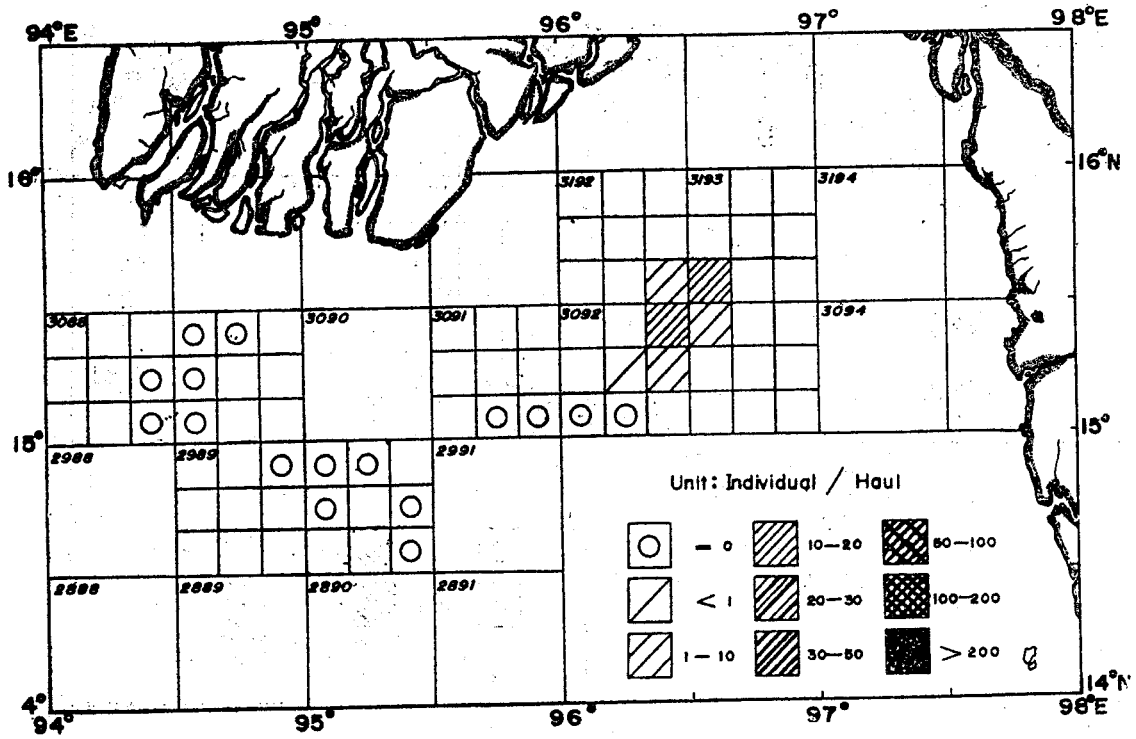 94°E 95° 96° 97° 98°E
16° 16°N
3192 3193 3194
3088 3090 3091 3092 3094
15° 15°
2988 2989 2991
Unit: Individual / Haul
= 0 10—20 50—100
< 1 20—30 100—200
1—10 30—50 > 200
2888 2889 2890 2891
4° 14°N
94° 95° 96° 97° 98°E